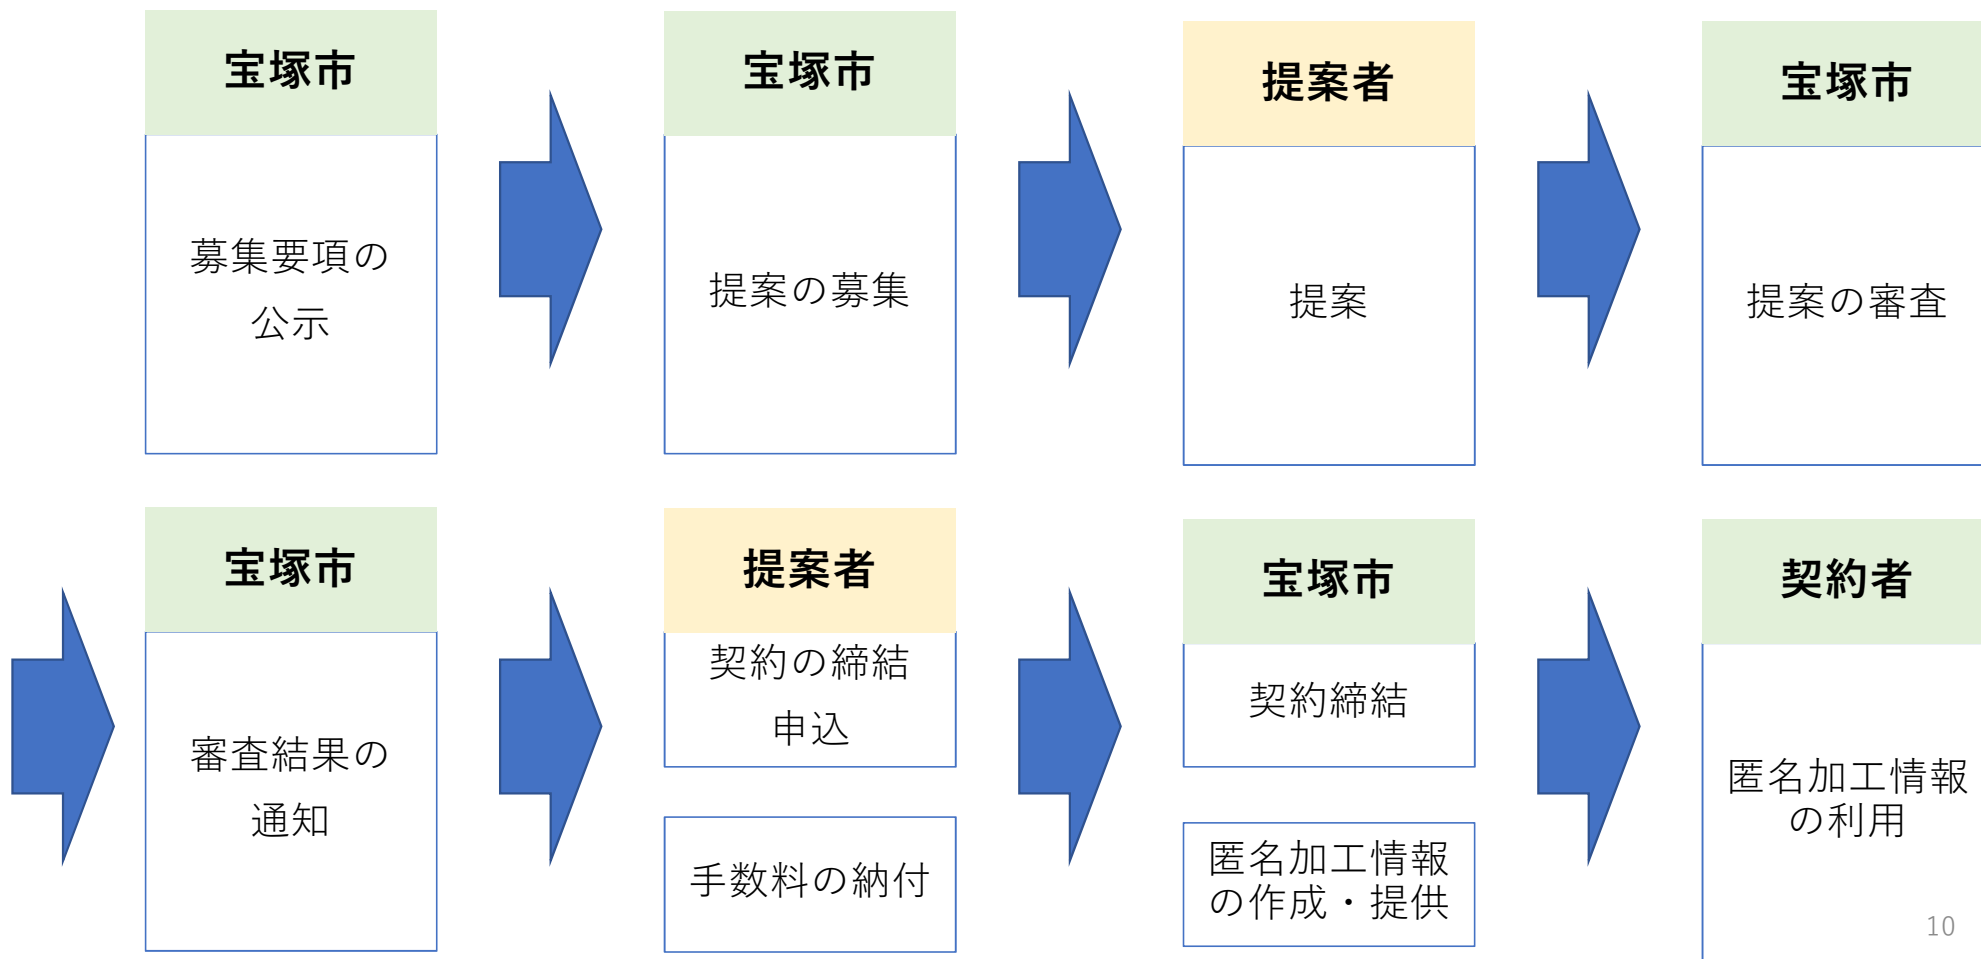 宝塚市
募集要項の
公示
宝塚市
提案の募集
提案者
提案
宝塚市
提案の審査
宝塚市
審査結果の
通知
提案者
契約の締結
申込
手数料の納付
宝塚市
契約締結
匿名加工情報
の作成・提供
契約者
匿名加工情報
の利用
10